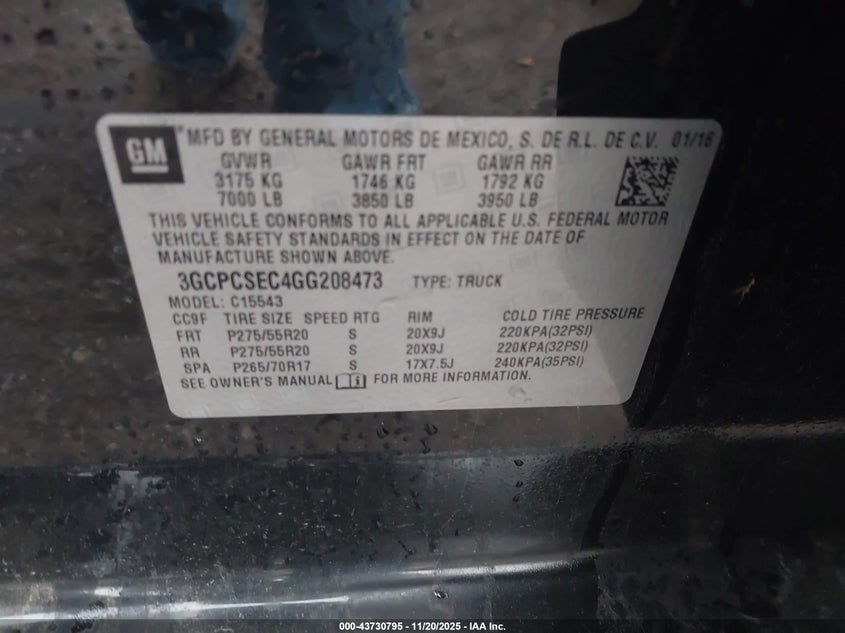 GM
MFD BY GENERAL MOTORS DE MEXICO, S. DE R.L. DE C.V. 01/16
GVWR GAWR FRT GAWR RR
3175 KG 1746 KG 1792 KG
7000 LB 3850 LB 3950 LB
THIS VEHICLE CONFORMS TO ALL APPLICABLE U.S. FEDERAL MOTOR
VEHICLE SAFETY STANDARDS IN EFFECT ON THE DATE OF
MANUFACTURE SHOWN ABOVE.
3GCPCSEC4GG208473 TYPE: TRUCK
MODEL: C15543
CC9F TIRE SIZE SPEED RTG RIM COLD TIRE PRESSURE
FRT P275/55R20 S 20X9J 220KPA(32PSI)
RR P275/55R20 S 20X9J 220KPA(32PSI)
SPA P265/70R17 S 17X7.5J 240KPA(35PSI)
SEE OWNER'S MANUAL FOR MORE INFORMATION.
000-43730795 - 11/20/2025 - IAA Inc.